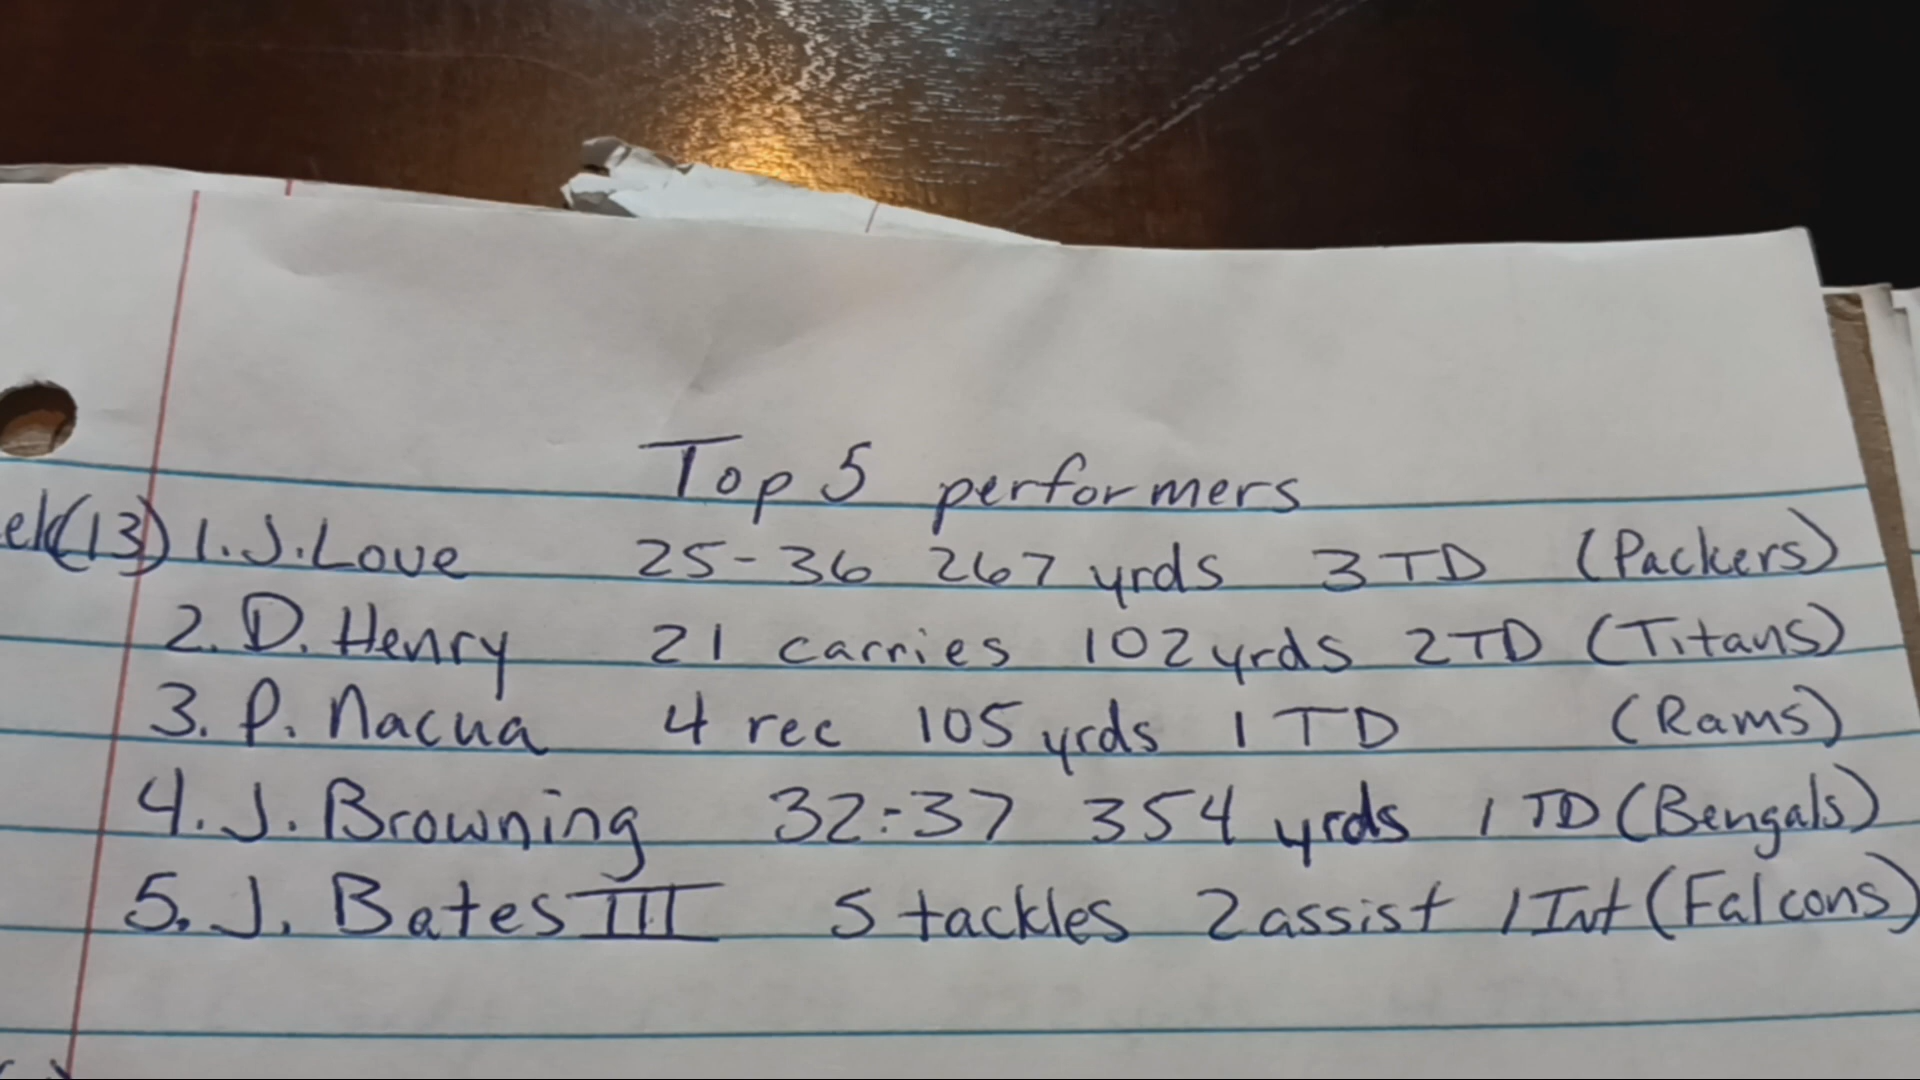 Top 5 performers
ek(13) 1. J. Love 25-36 267 yrds 3 TD (Packers)
2. D. Henry 21 carries 102 yrds 2 TD (Titans)
3. P. Nacua 4 rec 105 yrds 1 TD (Rams)
4. J. Browning 32-37 354 yrds 1 TD (Bengals)
5. J. Bates III 5 tackles 2 assist 1 Int (Falcons)